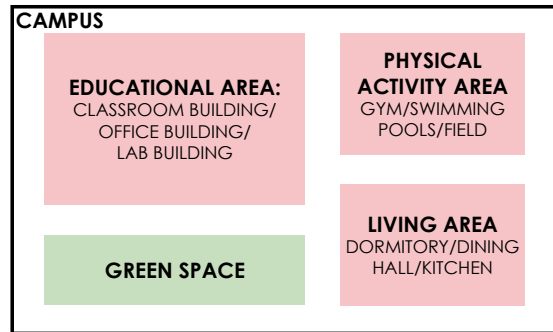 CAMPUS
EDUCATIONAL AREA:
CLASSROOM BUILDING/
OFFICE BUILDING/
LAB BUILDING
PHYSICAL
ACTIVITY AREA
GYM/SWIMMING
POOLS/FIELD
GREEN SPACE
LIVING AREA
DORMITORY/DINING
HALL/KITCHEN